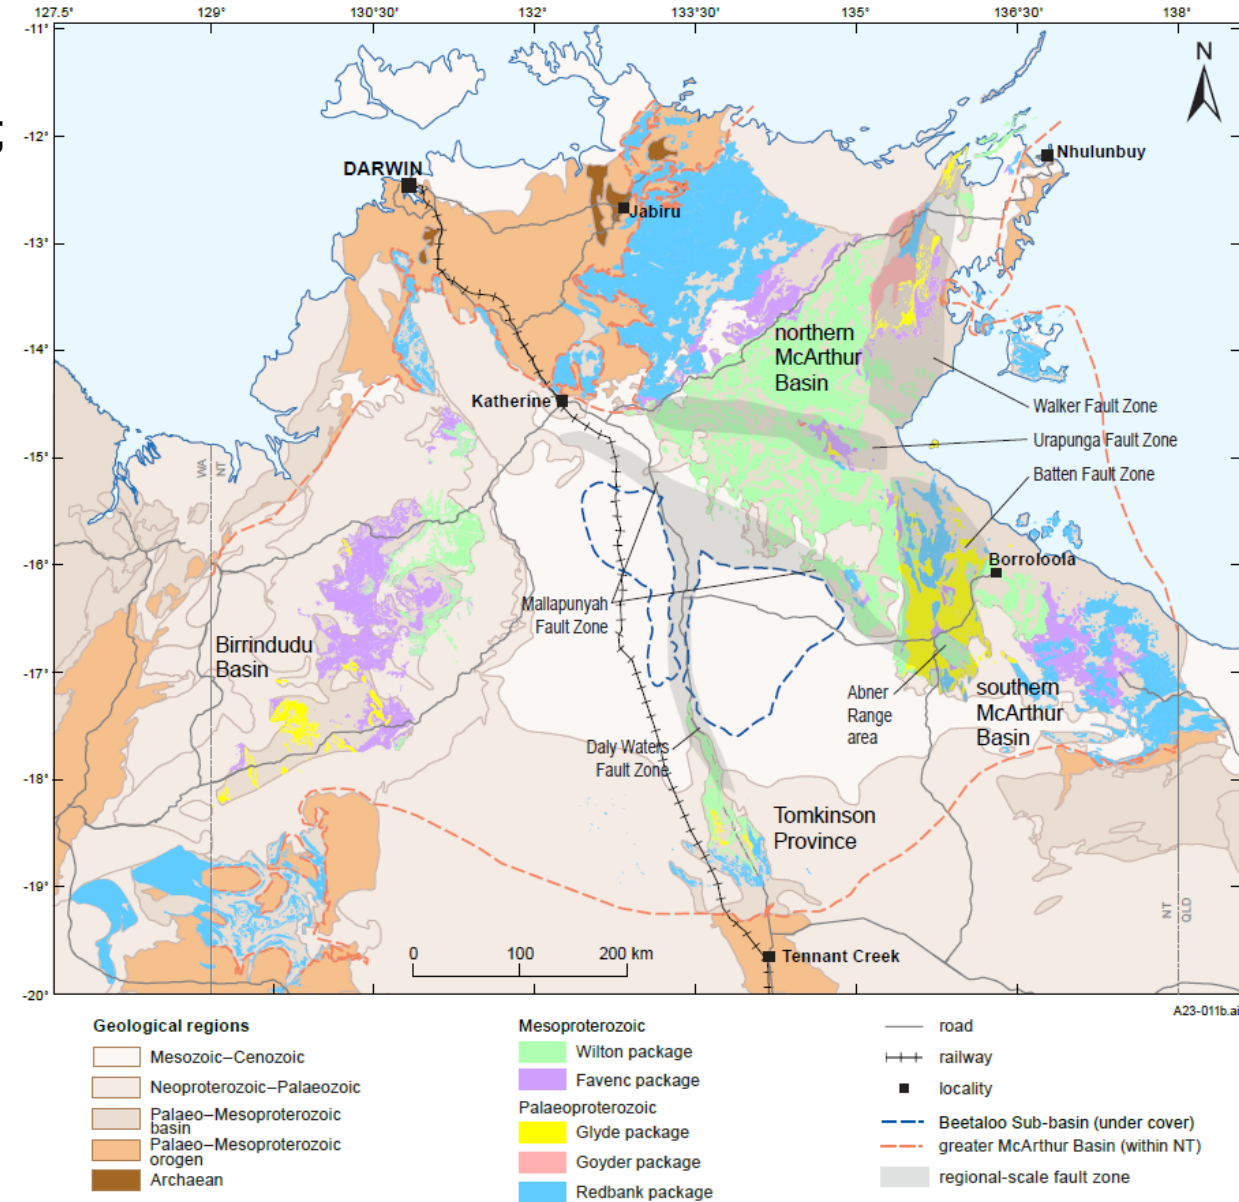 127.5°
129°
130°30'
132°
133°30'
135°
136°30'
138°
-11°
-12°
-13°
-14°
-15°
-16°
-17°
-18°
-19°
-20°
;
N
DARWIN
Jabiru
Nhulunbuy
northern
McArthur
Basin
Katherine
Walker Fault Zone
Urapunga Fault Zone
Batten Fault Zone
WA
NT
Borroloola
Mallapunyah
Fault Zone
Birrindudu
Basin
Abner
Range
area
southern
McArthur
Basin
Daly Waters
Fault Zone
Tomkinson
Province
NT
QLD
0 100 200 km
Tennant Creek
A23-011b.ai
Geological regions
Mesozoic–Cenozoic
Neoproterozoic–Palaeozoic
Palaeo–Mesoproterozoic
basin
Palaeo–Mesoproterozoic
orogen
Archaean
Mesoproterozoic
Wilton package
Favenc package
Palaeoproterozoic
Glyde package
Goyder package
Redbank package
road
railway
locality
Beetaloo Sub-basin (under cover)
greater McArthur Basin (within NT)
regional-scale fault zone